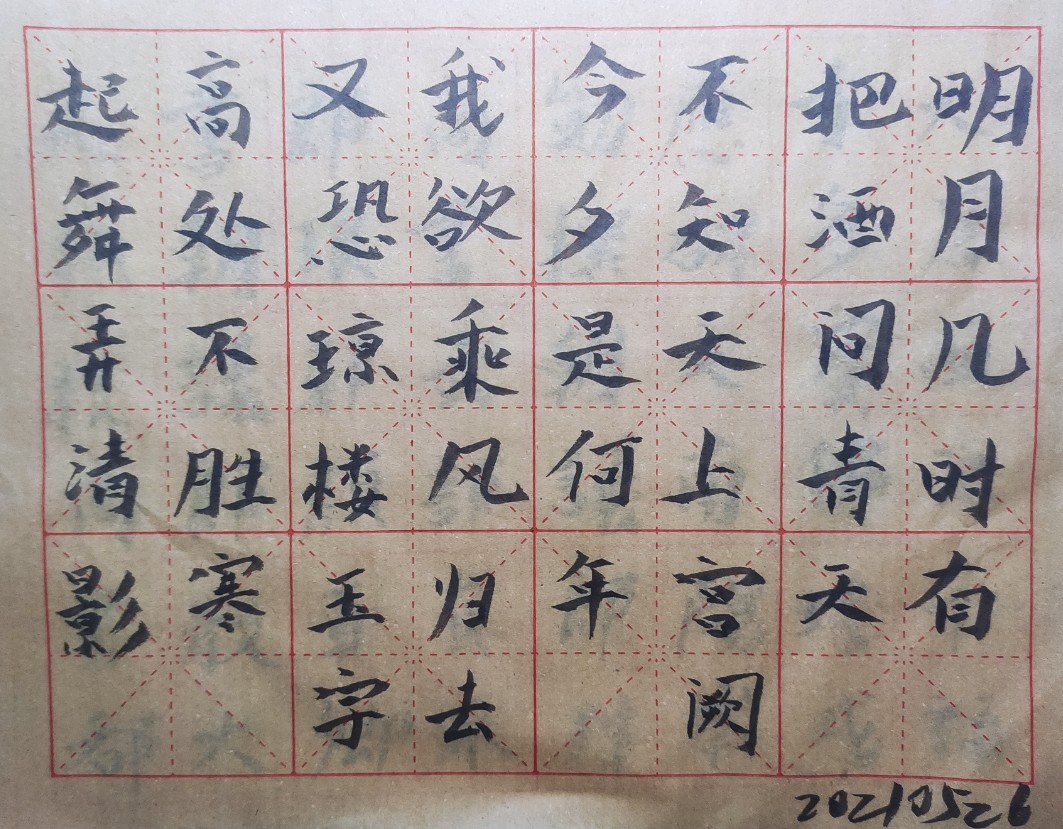 明月几时有
把酒问青天
不知天上宫阙
今夕是何年
我欲乘风归去
又恐琼楼玉宇
高处不胜寒
起舞弄清影
20210526